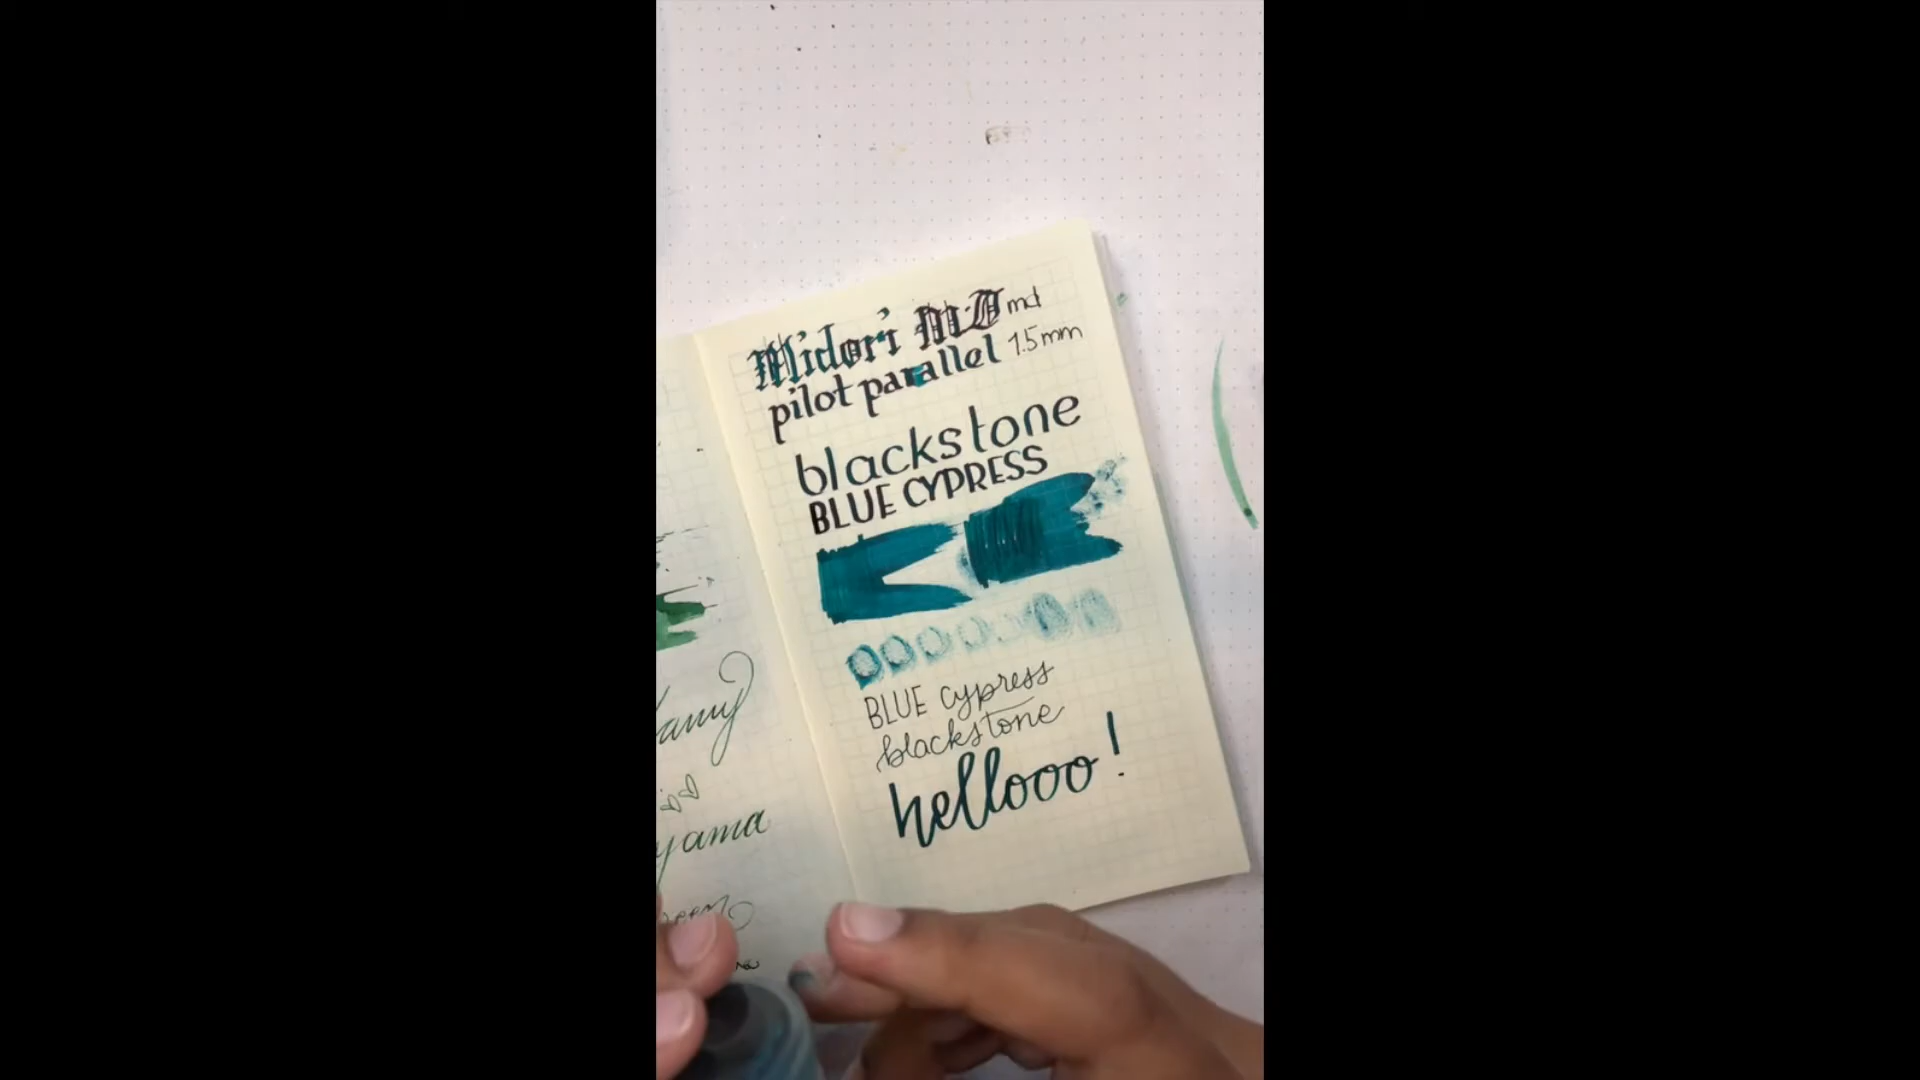 Midori MD md
pilot parallel 1.5mm
blackstone
BLUE CYPRESS
BLUE cypress
blackstone
hellooo!
yama